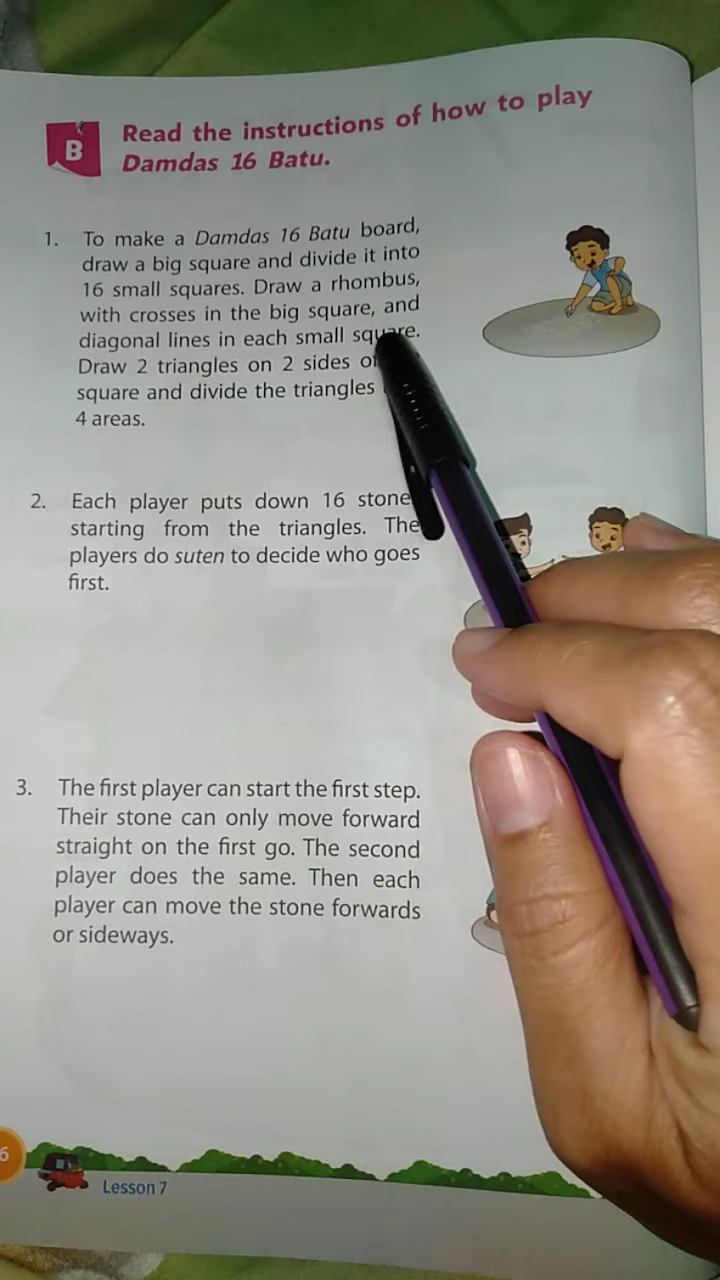 B
Read the instructions of how to play
Damdas 16 Batu.
1. To make a Damdas 16 Batu board,
draw a big square and divide it into
16 small squares. Draw a rhombus,
with crosses in the big square, and
diagonal lines in each small square.
Draw 2 triangles on 2 sides
square and divide the triangles
4 areas.
2. Each player puts down 16 stone
starting from the triangles. The
players do suten to decide who goes
first.
3. The first player can start the first step.
Their stone can only move forward
straight on the first go. The second
player does the same. Then each
player can move the stone forwards
or sideways.
6
Lesson 7